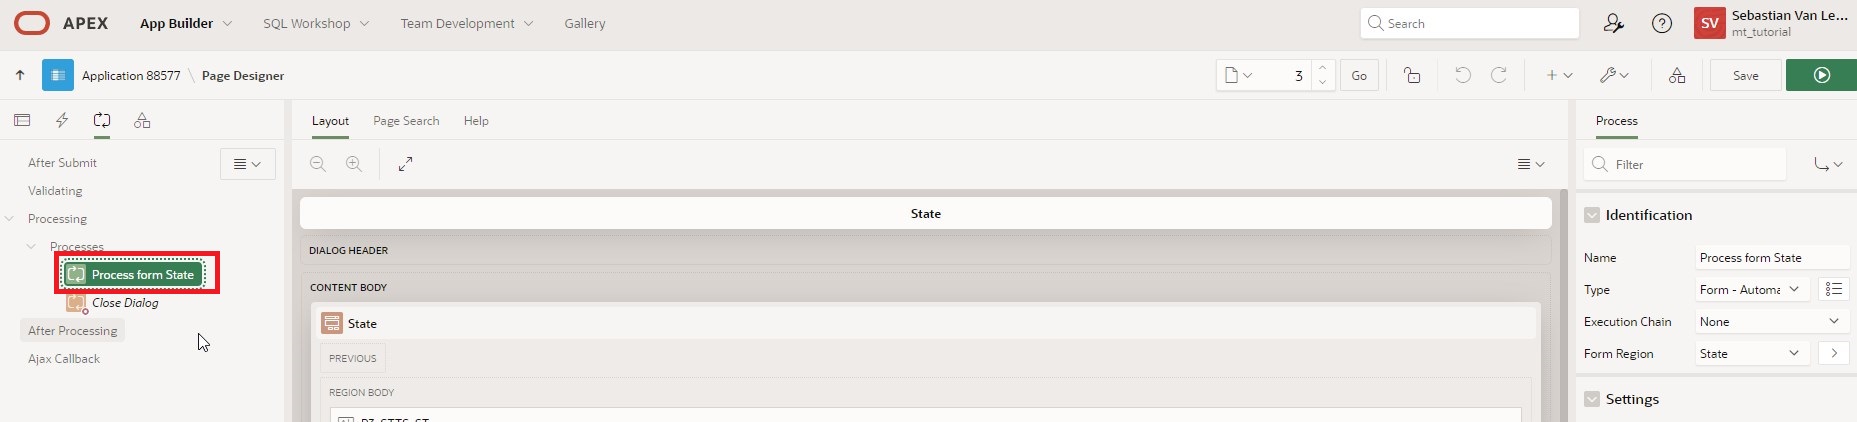 APEX App Builder SQL Workshop Team Development Gallery Search SV Sebastian Van Le...
mt_tutorial
Application 88577 \ Page Designer 3 Go Save
Layout Page Search Help Process
After Submit
Filter
Validating
Processing
State
Identification
Processes
DIALOG HEADER
Name Process form State
Process form State
CONTENT BODY
Type Form - Automa
Close Dialog
State
Execution Chain None
After Processing
PREVIOUS
Form Region State
Ajax Callback
REGION BODY
Settings